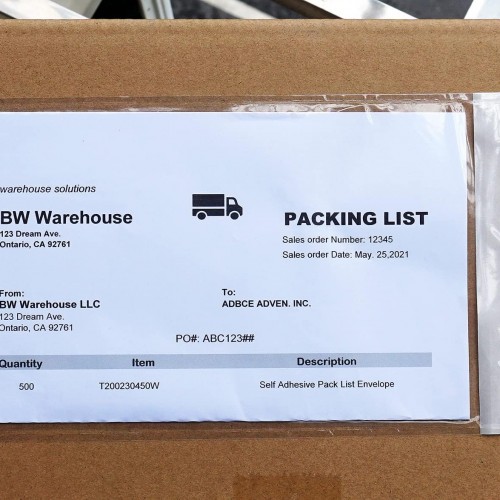 warehouse solutions
BW Warehouse
123 Dream Ave.
Ontario, CA 92761
PACKING LIST
Sales order Number: 12345
Sales order Date: May. 25,2021
From:
BW Warehouse LLC
123 Dream Ave.
Ontario, CA 92761
To:
ADBCE ADVEN. INC.
PO#: ABC123##
Quantity Item Description
500 T200230450W Self Adhesive Pack List Envelope